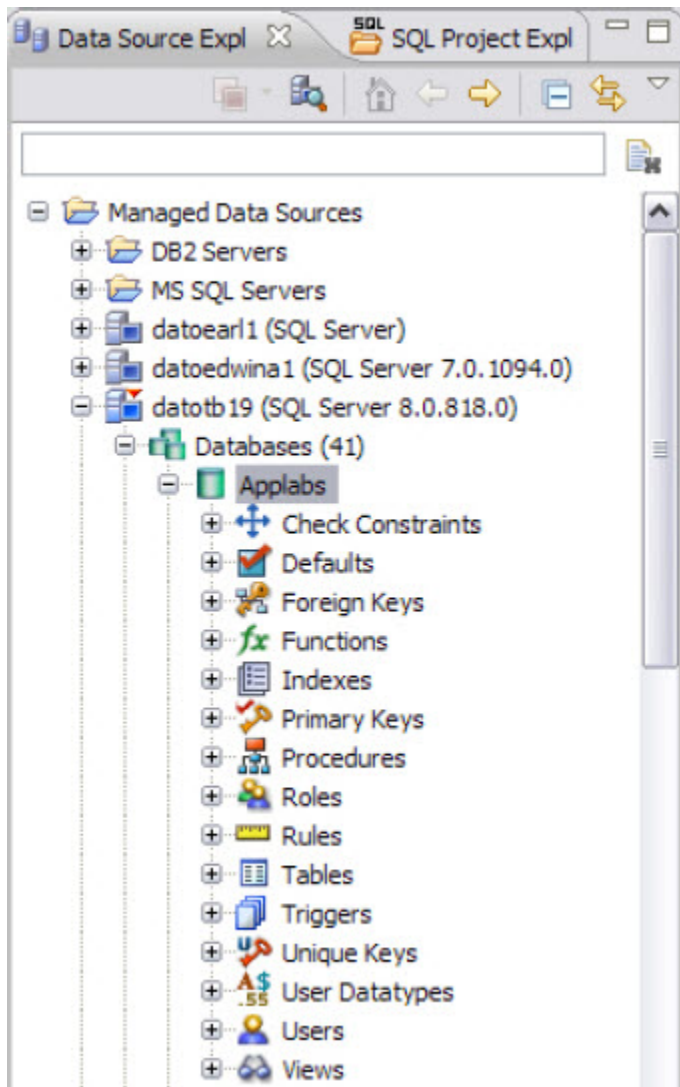 Data Source Expl SQL SQL Project Expl
Managed Data Sources
DB2 Servers
MS SQL Servers
datoearl1 (SQL Server)
datoedwina1 (SQL Server 7.0.1094.0)
datotb19 (SQL Server 8.0.818.0)
Databases (41)
Applabs
Check Constraints
Defaults
Foreign Keys
fx Functions
Indexes
Primary Keys
Procedures
Roles
Rules
Tables
Triggers
U Unique Keys
A$ .55 User Datatypes
Users
Views